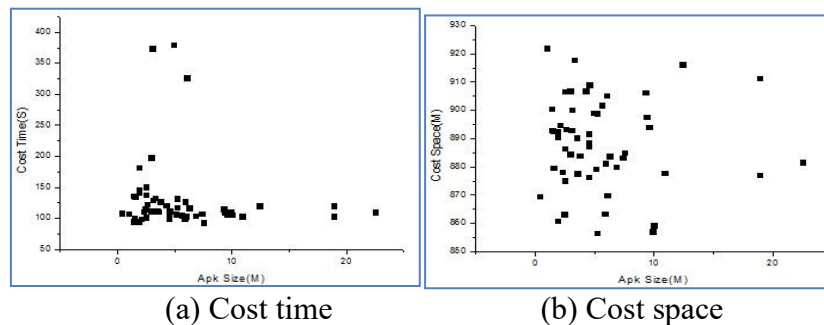 400
350
300
250
200
150
100
50
Cost Time(S)
0 10 20
Apk Size(M)
930
920
910
900
890
880
870
860
850
Cost Space(M)
0 10 20
Apk Size(M)
(a) Cost time
(b) Cost space